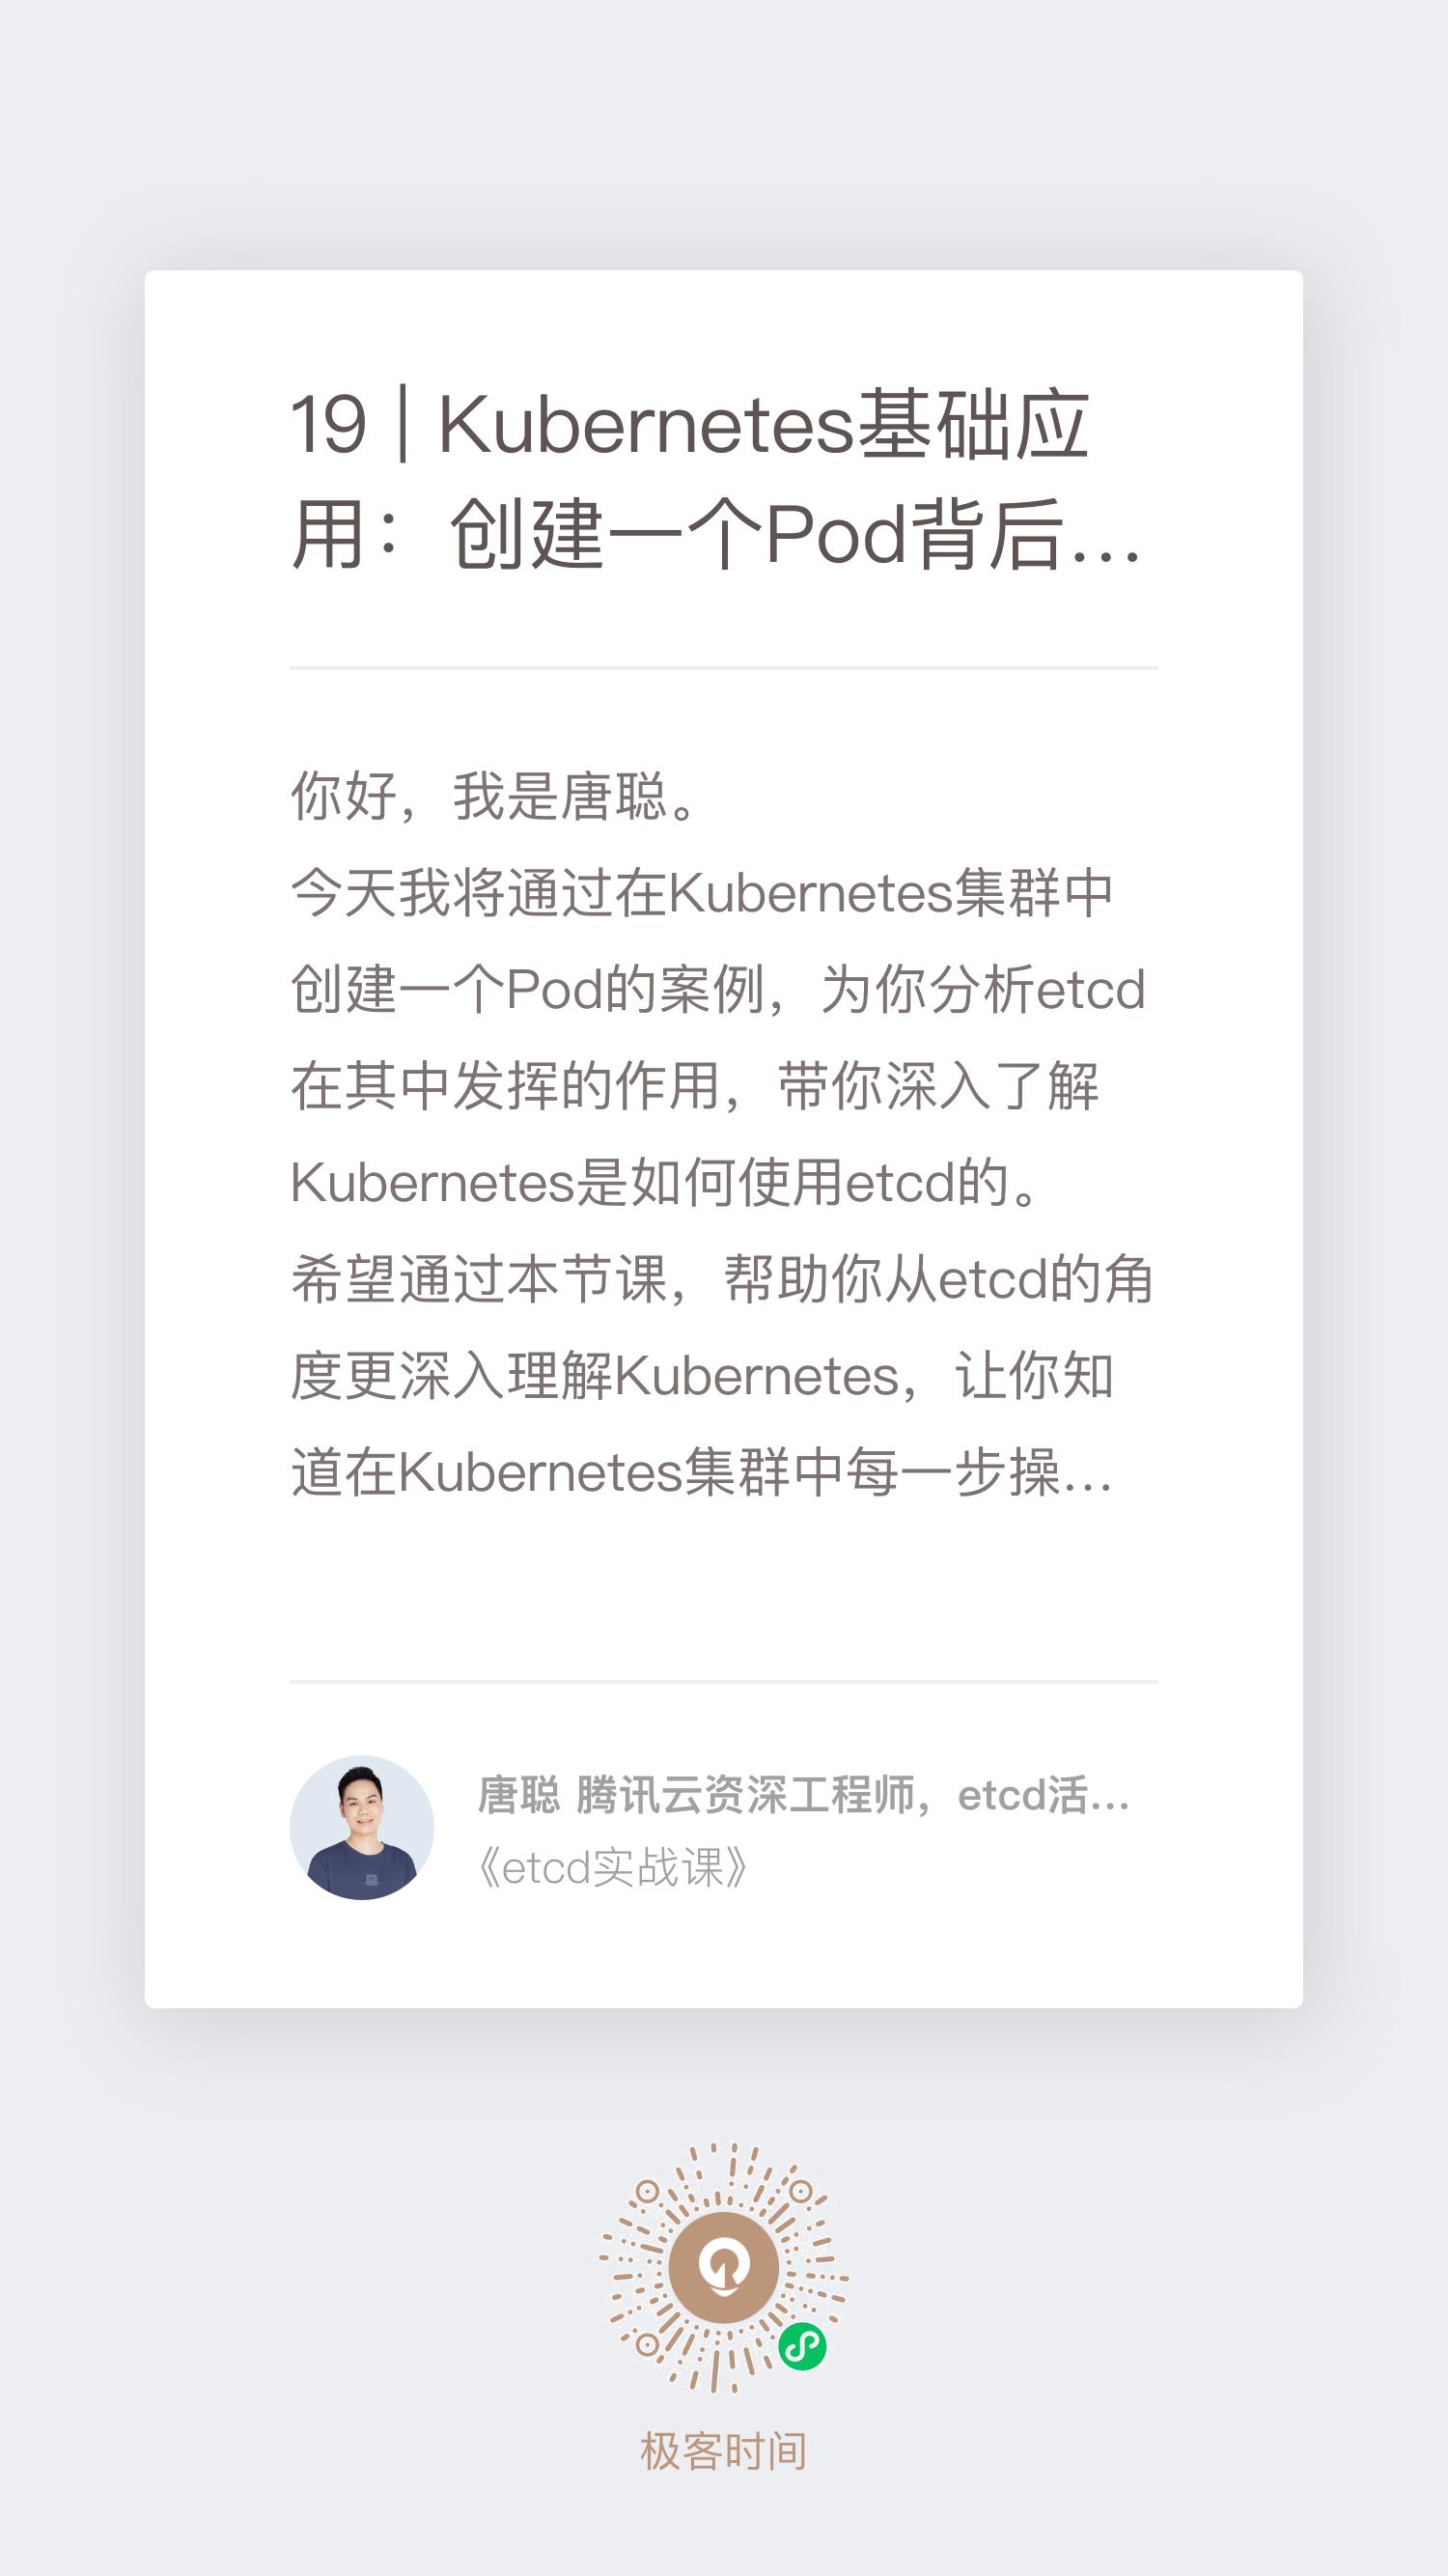 19 | Kubernetes基础应
用：创建一个Pod背后...
你好，我是唐聪。
今天我将通过在Kubernetes集群中
创建一个Pod的案例，为你分析etcd
在其中发挥的作用，带你深入了解
Kubernetes是如何使用etcd的。
希望通过本节课，帮助你从etcd的角
度更深入理解Kubernetes，让你知
道在Kubernetes集群中每一步操...
唐聪 腾讯云资深工程师，etcd活...
《etcd实战课》
极客时间